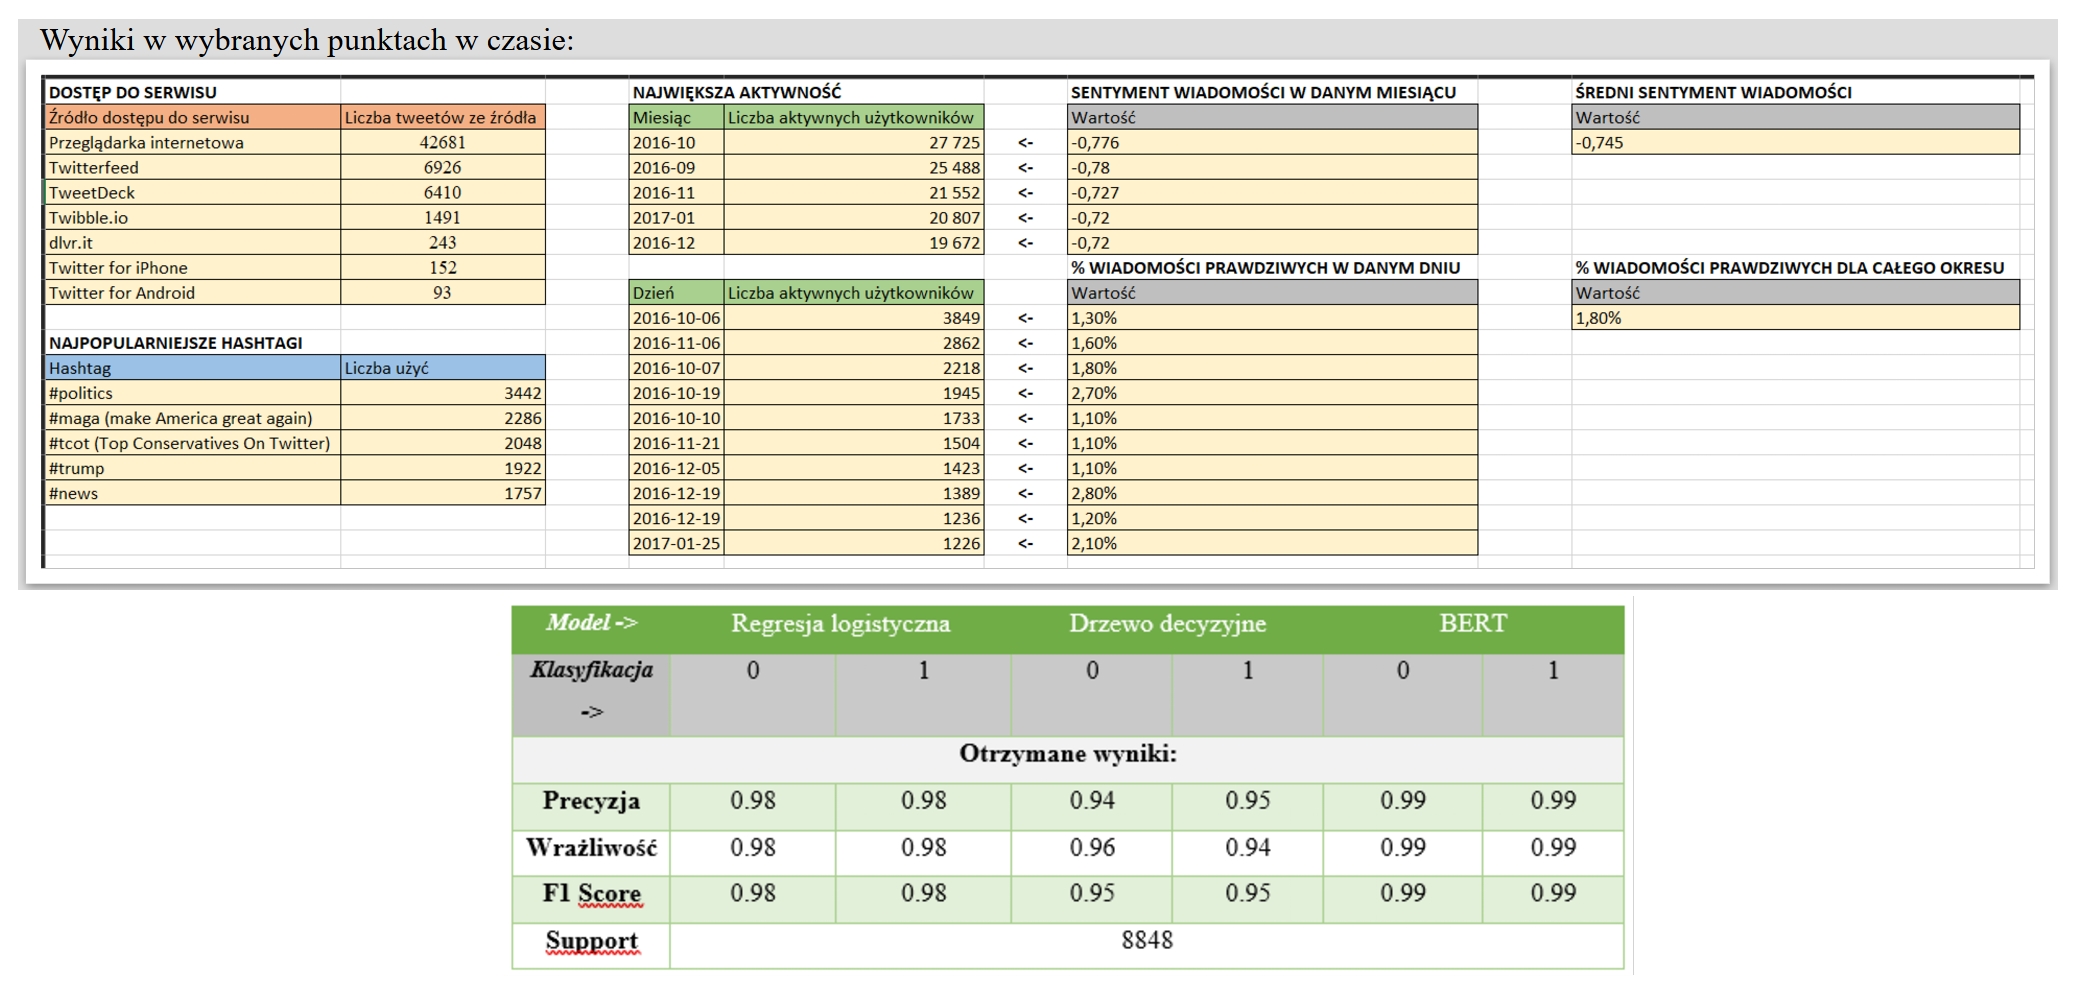 Wyniki w wybranych punktach w czasie:
DOSTĘP DO SERWISU
Źródło dostępu do serwisu Liczba tweetów ze źródła
Przeglądarka internetowa 42681
Twitterfeed 6926
TweetDeck 6410
Twibble.io 1491
dlvr.it 243
Twitter for iPhone 152
Twitter for Android 93
NAJPOPULARNIEJSZE HASHTAGI
Hashtag Liczba użyć
#politics 3442
#maga (make America great again) 2286
#tcot (Top Conservatives On Twitter) 2048
#trump 1922
#news 1757
NAJWIĘKSZA AKTYWNOŚĆ
Miesiąc Liczba aktywnych użytkowników
2016-10 27 725 <-
2016-09 25 488 <-
2016-11 21 552 <-
2017-01 20 807 <-
2016-12 19 672 <-
Dzień Liczba aktywnych użytkowników
2016-10-06 3849 <-
2016-11-06 2862 <-
2016-10-07 2218 <-
2016-10-19 1945 <-
2016-10-10 1733 <-
2016-11-21 1504 <-
2016-12-05 1423 <-
2016-12-19 1389 <-
2016-12-19 1236 <-
2017-01-25 1226 <-
SENTYMENT WIADOMOŚCI W DANYM MIESIĄCU
Wartość
-0,776
-0,78
-0,727
-0,72
-0,72
% WIADOMOŚCI PRAWDZIWYCH W DANYM DNIU
Wartość
1,30%
1,60%
1,80%
2,70%
1,10%
1,10%
1,10%
2,80%
1,20%
2,10%
ŚREDNI SENTYMENT WIADOMOŚCI
Wartość
-0,745
% WIADOMOŚCI PRAWDZIWYCH DLA CAŁEGO OKRESU
Wartość
1,80%
Model -> Regresja logistyczna Drzewo decyzyjne BERT
Klasyfikacja 0 1 0 1 0 1
->
Otrzymane wyniki:
Precyzja 0.98 0.98 0.94 0.95 0.99 0.99
Wrażliwość 0.98 0.98 0.96 0.94 0.99 0.99
F1 Score 0.98 0.98 0.95 0.95 0.99 0.99
Support 8848